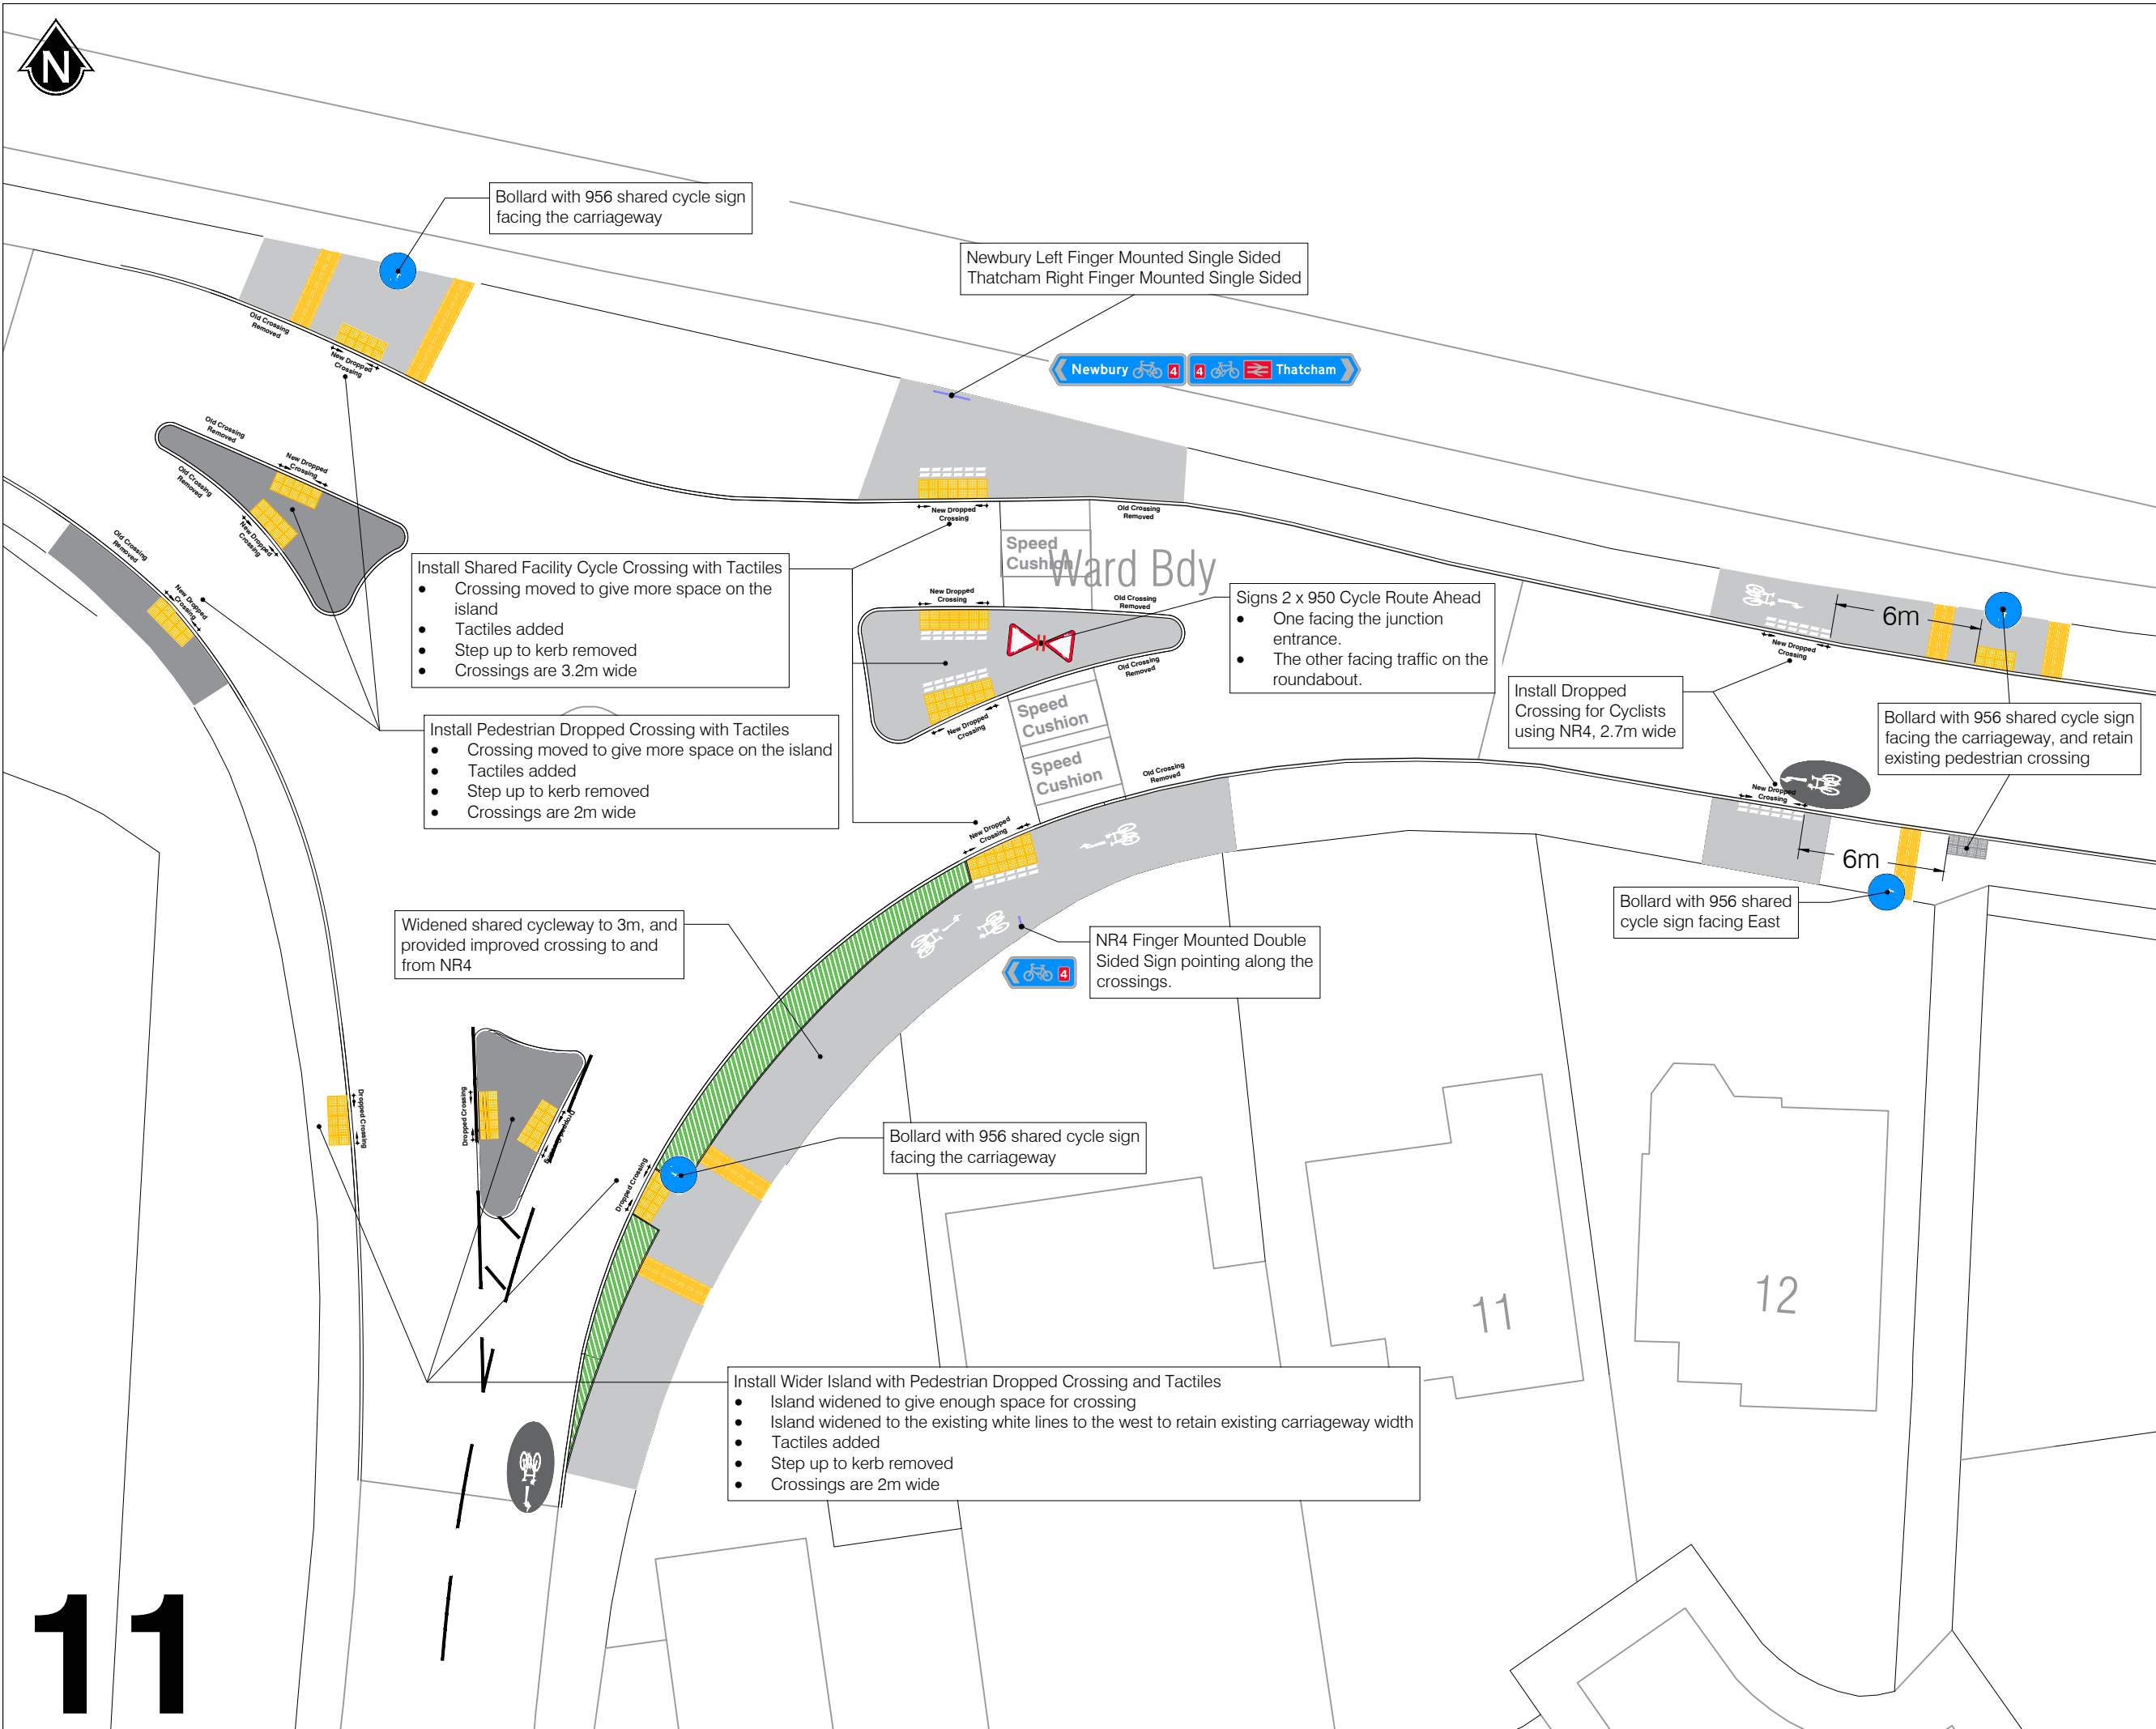 N
Bollard with 956 shared cycle sign
facing the carriageway
Newbury Left Finger Mounted Single Sided
Thatcham Right Finger Mounted Single Sided
Newbury 4
4 Thatcham
Old Crossing
Removed
New Dropped
Crossing
Old Crossing
Removed
New Dropped
Crossing
Old Crossing
Removed
New Dropped
Crossing
Old Crossing
Removed
New Dropped
Crossing
New Dropped
Crossing
Old Crossing
Removed
Speed
Cushion
Ward Bdy
Install Shared Facility Cycle Crossing with Tactiles
• Crossing moved to give more space on the
island
• Tactiles added
• Step up to kerb removed
• Crossings are 3.2m wide
New Dropped
Crossing
Old Crossing
Removed
Signs 2 x 950 Cycle Route Ahead
• One facing the junction
entrance.
• The other facing traffic on the
roundabout.
Old Crossing
Removed
New Dropped
Crossing
Speed
Cushion
Speed
Cushion
Old Crossing
Removed
6m
New Dropped
Crossing
Install Dropped
Crossing for Cyclists
using NR4, 2.7m wide
Bollard with 956 shared cycle sign
facing the carriageway, and retain
existing pedestrian crossing
Install Pedestrian Dropped Crossing with Tactiles
• Crossing moved to give more space on the island
• Tactiles added
• Step up to kerb removed
• Crossings are 2m wide
New Dropped
Crossing
New Dropped
Crossing
6m
Bollard with 956 shared
cycle sign facing East
Widened shared cycleway to 3m, and
provided improved crossing to and
from NR4
NR4 Finger Mounted Double
Sided Sign pointing along the
crossings.
4
Dropped Crossing
Dropped Crossing
Dropped Crossing
Dropped Crossing
Bollard with 956 shared cycle sign
facing the carriageway
11
12
Install Wider Island with Pedestrian Dropped Crossing and Tactiles
• Island widened to give enough space for crossing
• Island widened to the existing white lines to the west to retain existing carriageway width
• Tactiles added
• Step up to kerb removed
• Crossings are 2m wide
11